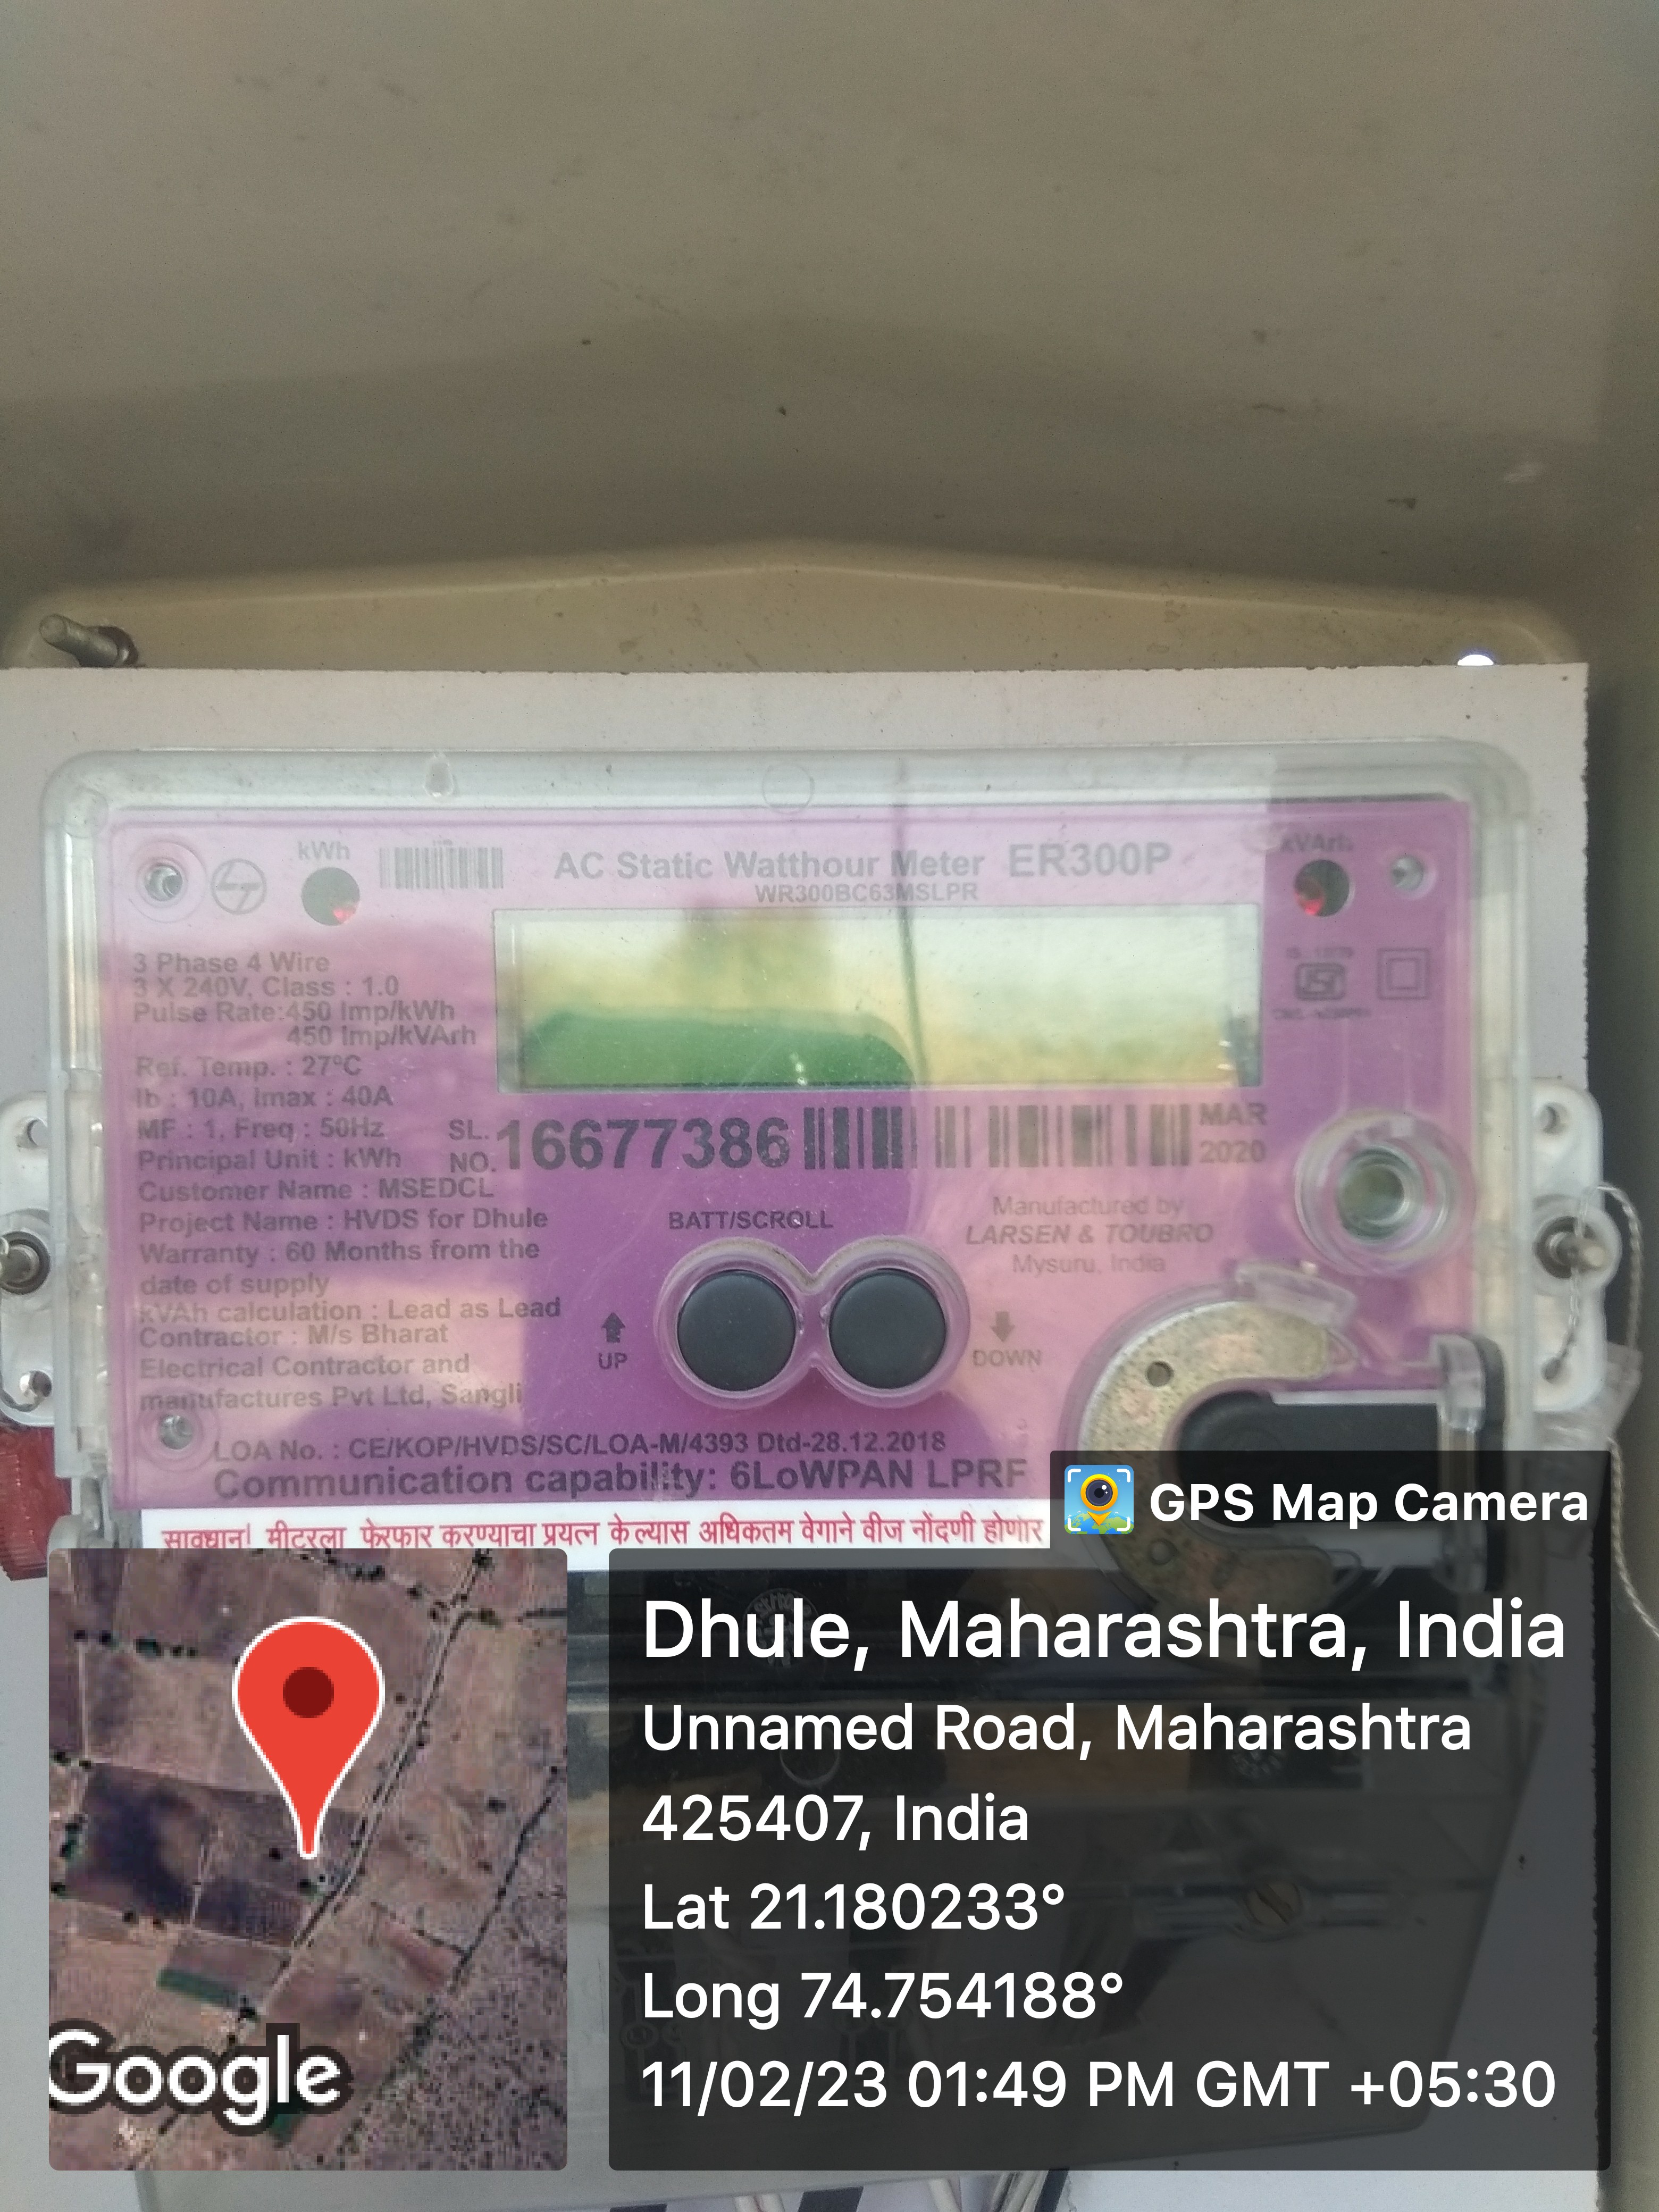 kWh
AC Static Watthour Meter ER300P
WR300BC63MSLPR
kVArh
3 Phase 4 Wire
3 X 240V, Class : 1.0
Pulse Rate:450 Imp/kWh
450 Imp/kVArh
Ref. Temp. : 27°C
Ib : 10A, Imax : 40A
MF : 1, Freq : 50Hz
Principal Unit : kWh
Customer Name : MSEDCL
Project Name : HVDS for Dhule
Warranty : 60 Months from the
date of supply
kVAh calculation : Lead as Lead
Contractor : M/s Bharat
Electrical Contractor and
manufactures Pvt Ltd, Sangli
SL. NO. 16677386
MAR
2020
BATT/SCROLL
UP
DOWN
Manufactured by
LARSEN & TOUBRO
Mysuru, India
LOA No. : CE/KOP/HVDS/SC/LOA-M/4393 Dtd-28.12.2018
Communication capability: 6LoWPAN LPRF
सावधान! मीटरला फेरफार करण्याचा प्रयत्न केल्यास अधिकतम वेगाने वीज नोंदणी होणार
GPS Map Camera
Dhule, Maharashtra, India
Unnamed Road, Maharashtra
425407, India
Lat 21.180233°
Long 74.754188°
11/02/23 01:49 PM GMT +05:30
Google